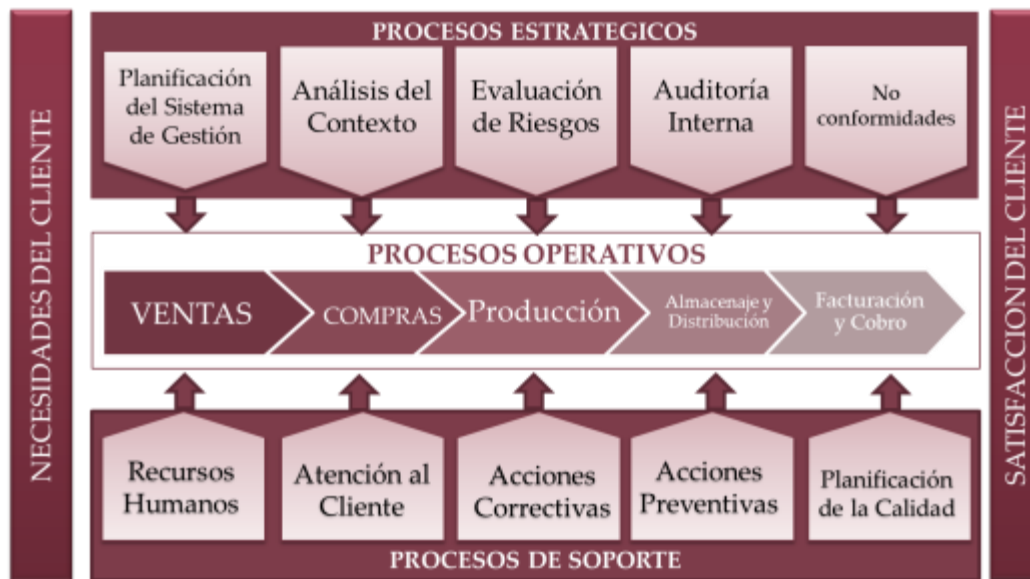 NECESIDADES DEL CLIENTE
PROCESOS ESTRATEGICOS
Planificación
del Sistema
de Gestión
Análisis del
Contexto
Evaluación
de Riesgos
Auditoría
Interna
No
conformidades
PROCESOS OPERATIVOS
VENTAS
COMPRAS
Producción
Almacenaje y
Distribución
Facturación
y Cobro
Recursos
Humanos
Atención al
Cliente
Acciones
Correctivas
Acciones
Preventivas
Planificación
de la Calidad
PROCESOS DE SOPORTE
SATISFACCION DEL CLIENTE